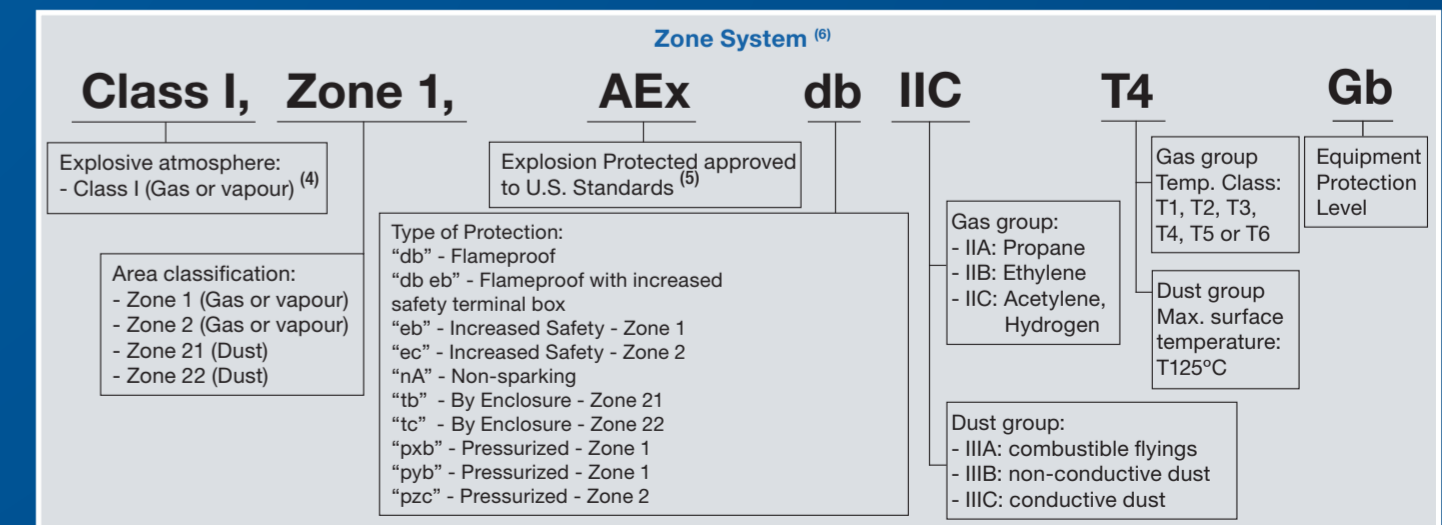 Zone System (6)
Class I, Zone 1, AEx db IIC T4 Gb
Explosive atmosphere:
- Class I (Gas or vapour) (4)
Explosion Protected approved
to U.S. Standards (5)
Gas group
Temp. Class:
T1, T2, T3,
T4, T5 or T6
Equipment
Protection
Level
Area classification:
- Zone 1 (Gas or vapour)
- Zone 2 (Gas or vapour)
- Zone 21 (Dust)
- Zone 22 (Dust)
Type of Protection:
“db” - Flameproof
“db eb” - Flameproof with increased
safety terminal box
“eb” - Increased Safety - Zone 1
“ec” - Increased Safety - Zone 2
“nA” - Non-sparking
“tb” - By Enclosure - Zone 21
“tc” - By Enclosure - Zone 22
“pxb” - Pressurized - Zone 1
“pyb” - Pressurized - Zone 1
“pzc” - Pressurized - Zone 2
Gas group:
- IIA: Propane
- IIB: Ethylene
- IIC: Acetylene,
Hydrogen
Dust group
Max. surface
temperature:
T125ºC
Dust group:
- IIIA: combustible flyings
- IIIB: non-conductive dust
- IIIC: conductive dust